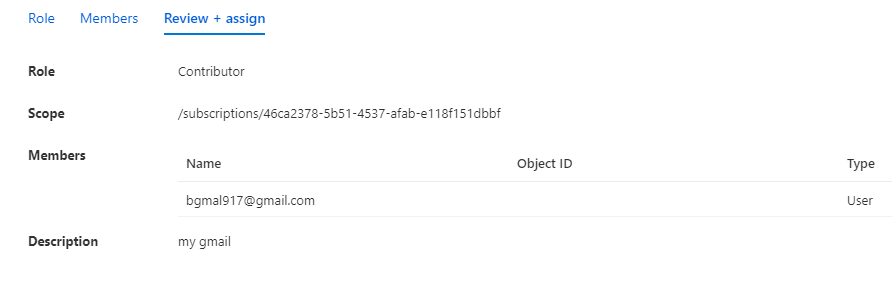 Role Members Review + assign
Role Contributor
Scope /subscriptions/46ca2378-5b51-4537-afab-e118f151dbbf
Members
Name Object ID Type
bgmal917@gmail.com User
Description my gmail